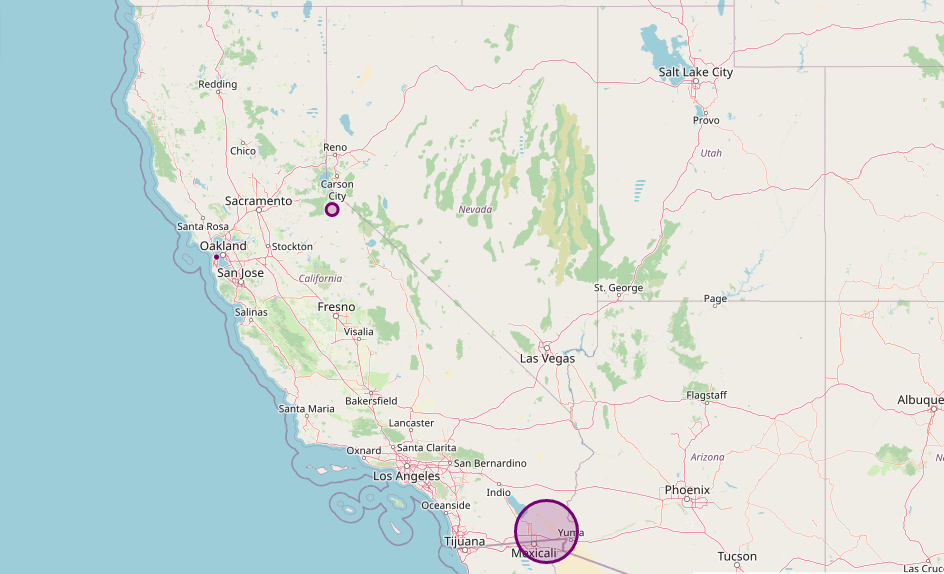 Salt Lake City
Redding
Provo
Chico
Reno
Utah
Carson
City
Sacramento
Nevada
Santa Rosa
Oakland
Stockton
San Jose
California
St. George
Page
Salinas
Fresno
Visalia
Las Vegas
Flagstaff
Bakersfield
Albuque
Santa Maria
Lancaster
Oxnard
Santa Clarita
Arizona
San Bernardino
Los Angeles
Indio
Phoenix
Oceanside
Yuma
Tijuana
Mexicali
Tucson
Las Cruc